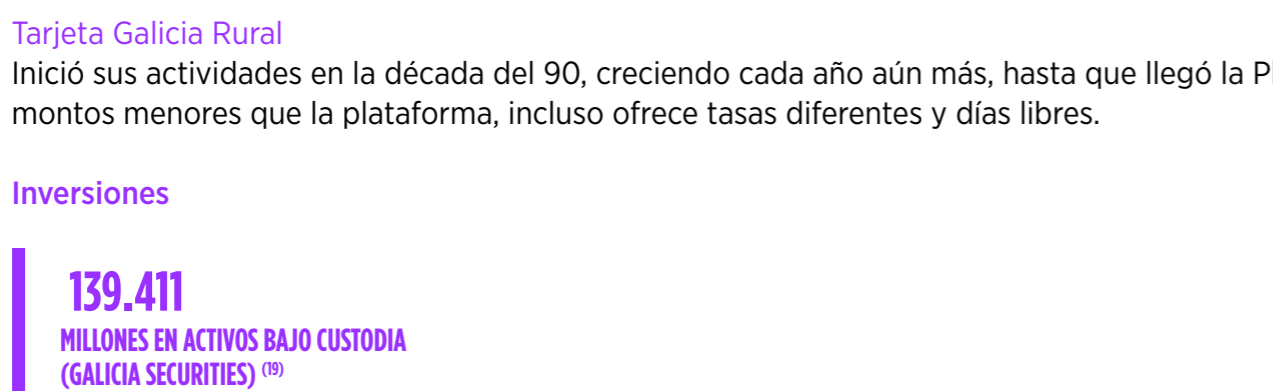 Tarjeta Galicia Rural
Inició sus actividades en la década del 90, creciendo cada año aún más, hasta que llegó la
montos menores que la plataforma, incluso ofrece tasas diferentes y días libres.
Inversiones
139.411
MILLONES EN ACTIVOS BAJO CUSTODIA
(GALICIA SECURITIES) (19)